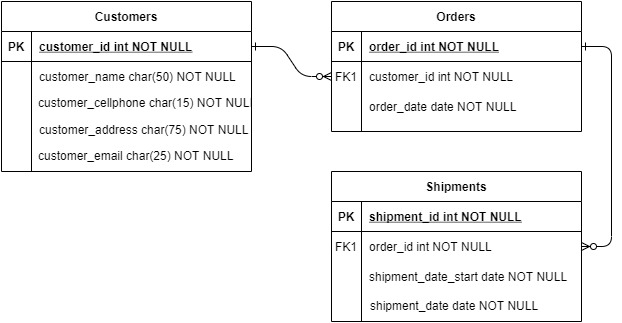 Customers
PK customer_id int NOT NULL
customer_name char(50) NOT NULL
customer_cellphone char(15) NOT NUL
customer_address char(75) NOT NULL
customer_email char(25) NOT NULL
Orders
PK order_id int NOT NULL
FK1 customer_id int NOT NULL
order_date date NOT NULL
Shipments
PK shipment_id int NOT NULL
FK1 order_id int NOT NULL
shipment_date_start date NOT NULL
shipment_date date NOT NULL